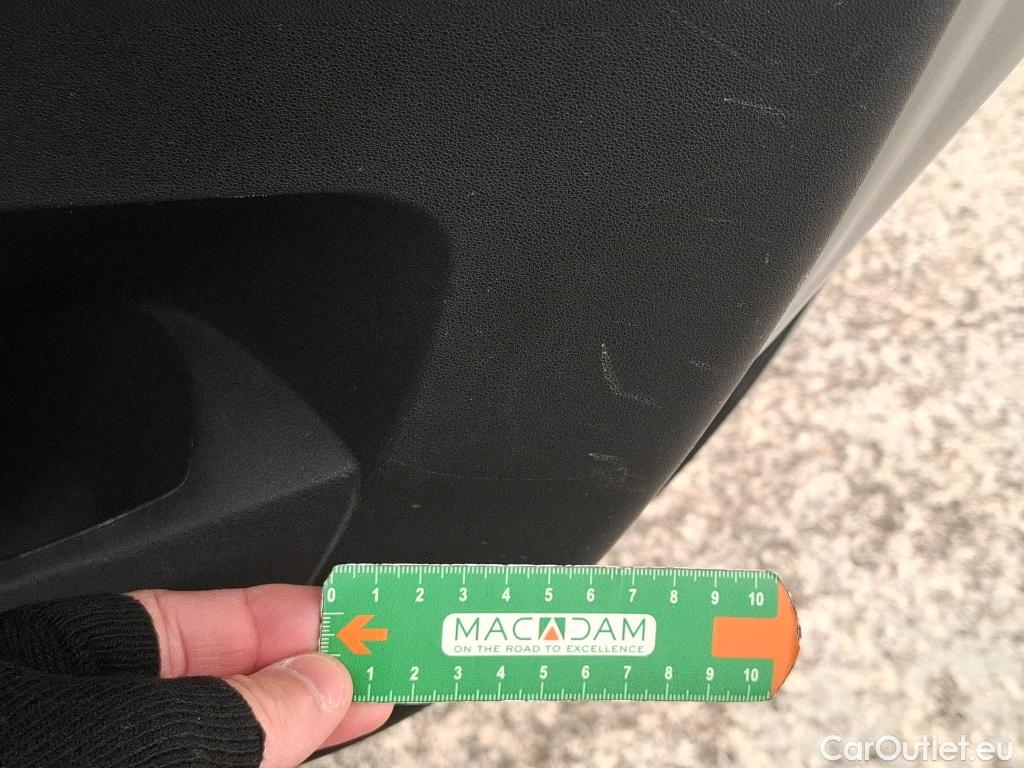 0 1 2 3 4 5 6 7 8 9 10
MACADAM
ON THE ROAD TO EXCELLENCE
1 2 3 4 5 6 7 8 9 10
CarOutlet.eu